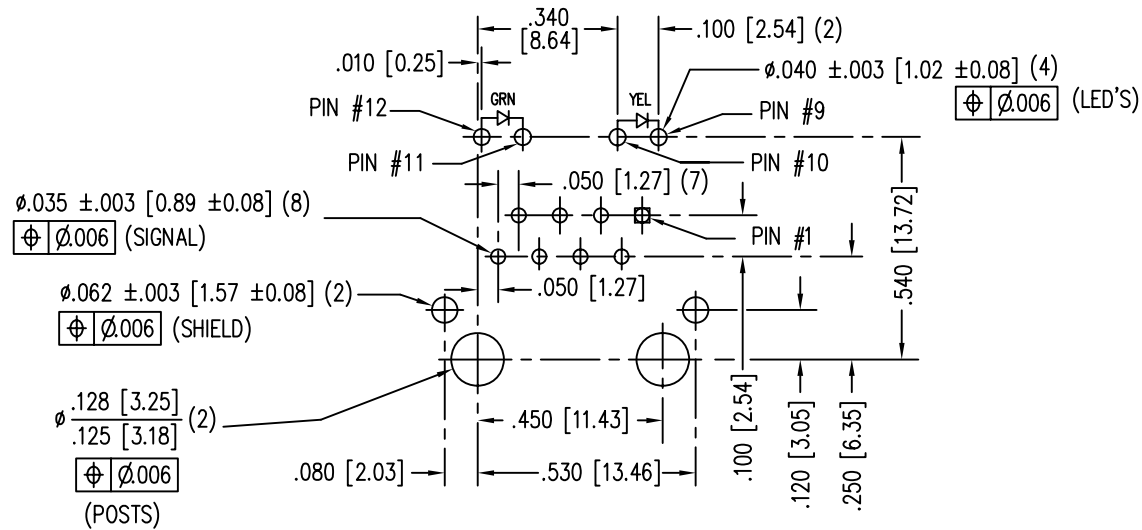 .340
[8.64]
.100 [2.54] (2)
.010 [0.25]
ø.040 ±.003 [1.02 ±0.08] (4)
⌖ Ø.006 (LED'S)
GRN
YEL
PIN #12
PIN #9
PIN #11
PIN #10
.050 [1.27] (7)
ø.035 ±.003 [0.89 ±0.08] (8)
⌖ Ø.006 (SIGNAL)
PIN #1
.540 [13.72]
.050 [1.27]
ø.062 ±.003 [1.57 ±0.08] (2)
⌖ Ø.006 (SHIELD)
ø .128 [3.25]
.125 [3.18] (2)
⌖ Ø.006
(POSTS)
.450 [11.43]
.080 [2.03]
.530 [13.46]
.100 [2.54]
.120 [3.05]
.250 [6.35]